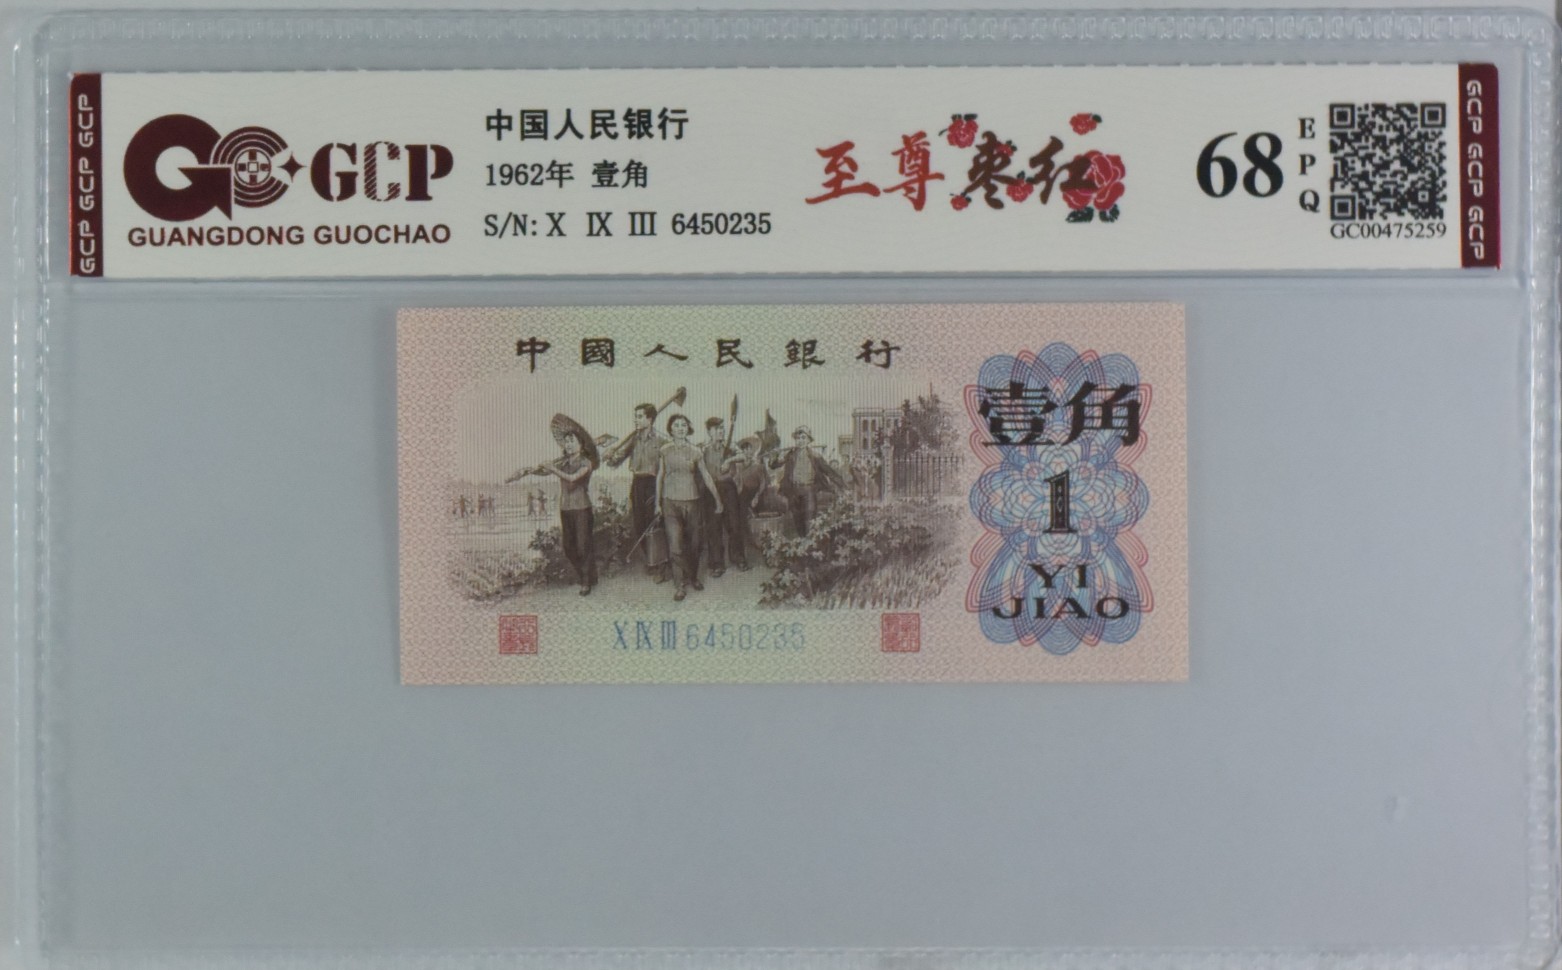 GCP GCP GCP
GCP
GUANGDONG GUOCHAO
中国人民银行
1962年 壹角
S/N: X IX III 6450235
至尊枣红
68
EPQ
GC00475259
GCP GCP GCP
中國人民銀行
壹角
1
YI
JIAO
X IX III 6450235